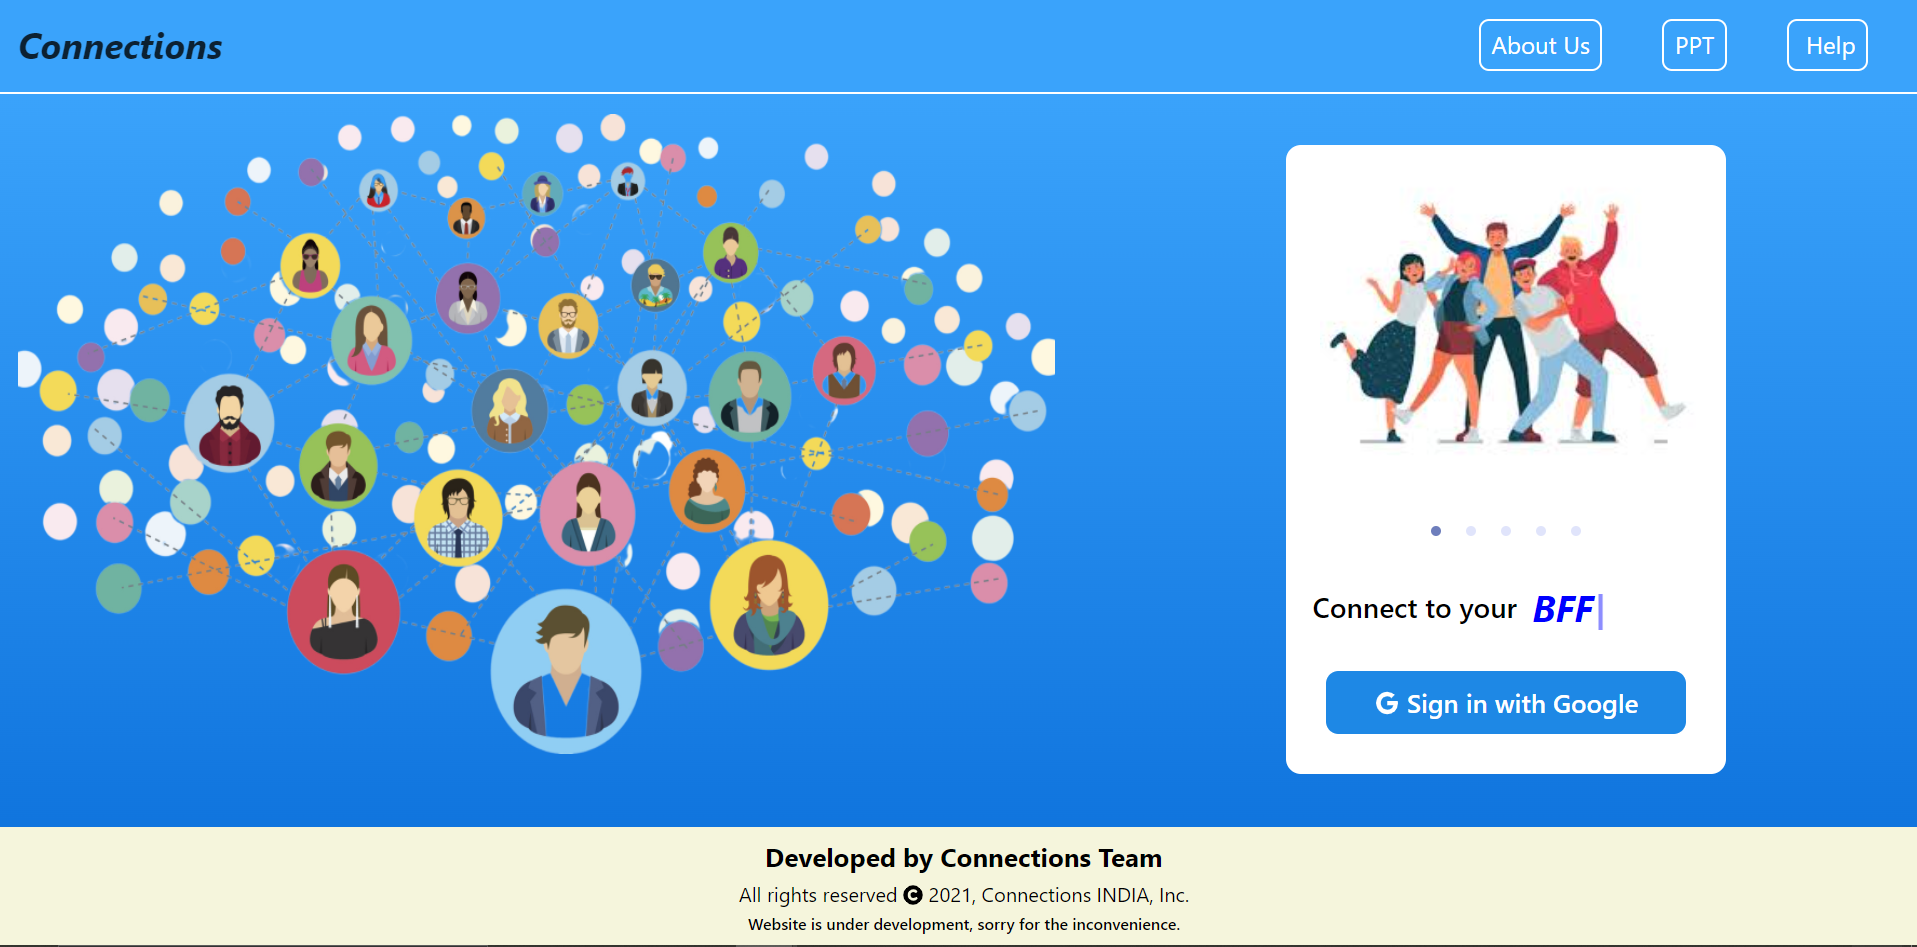 Connections
About Us
PPT
Help
Connect to your BFF
Sign in with Google
Developed by Connections Team
All rights reserved © 2021, Connections INDIA, Inc.
Website is under development, sorry for the inconvenience.